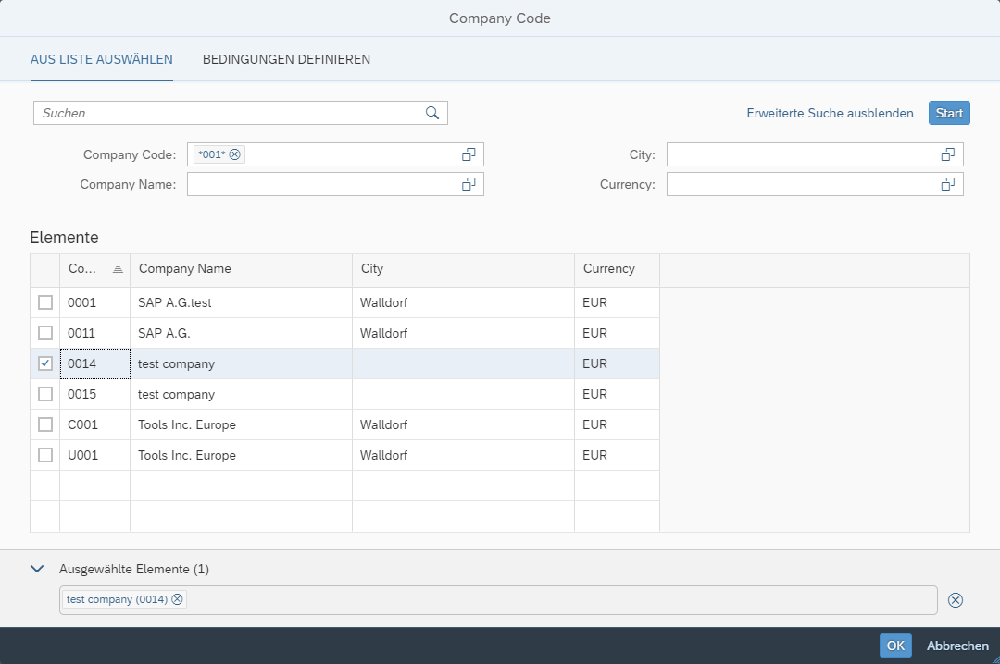 Company Code
AUS LISTE AUSWÄHLEN BEDINGUNGEN DEFINIEREN
Suchen Erweiterte Suche ausblenden Start
Company Code: *001* City:
Company Name: Currency:
Elemente
Co... Company Name City Currency
0001 SAP A.G.test Walldorf EUR
0011 SAP A.G. Walldorf EUR
0014 test company EUR
0015 test company EUR
C001 Tools Inc. Europe Walldorf EUR
U001 Tools Inc. Europe Walldorf EUR
Ausgewählte Elemente (1)
test company (0014)
OK Abbrechen